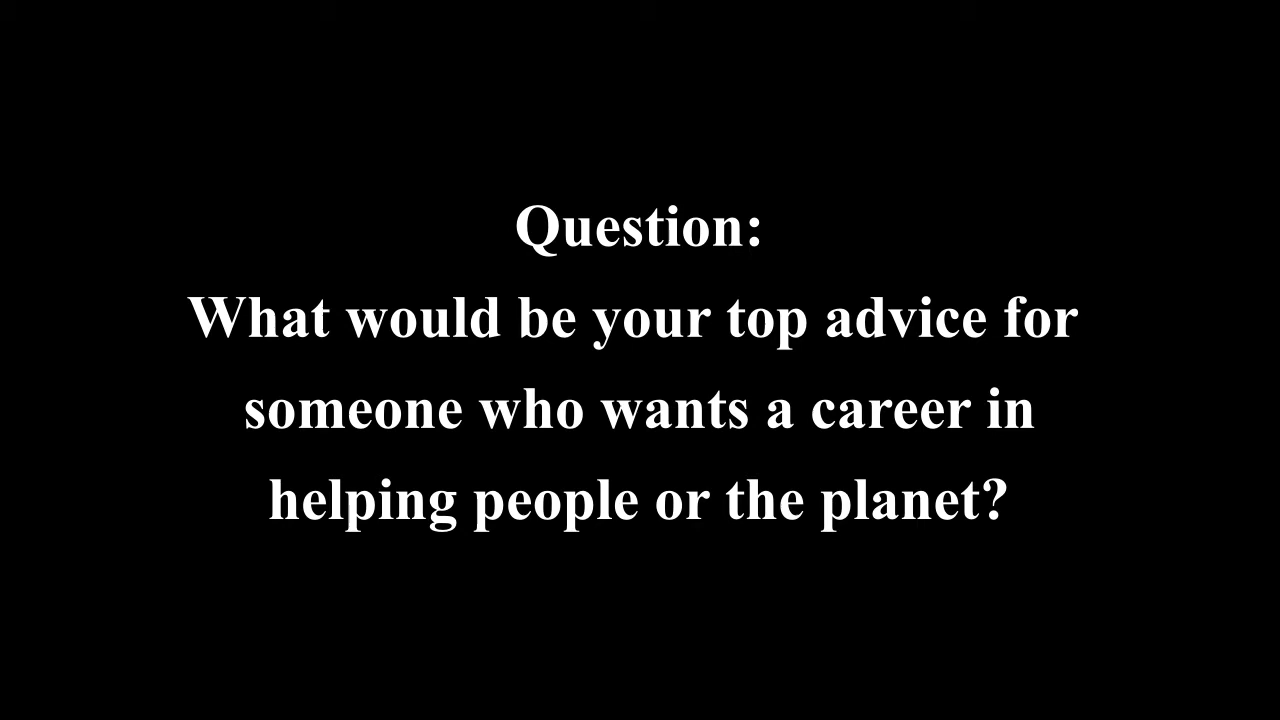 Question:
What would be your top advice for
someone who wants a career in
helping people or the planet?